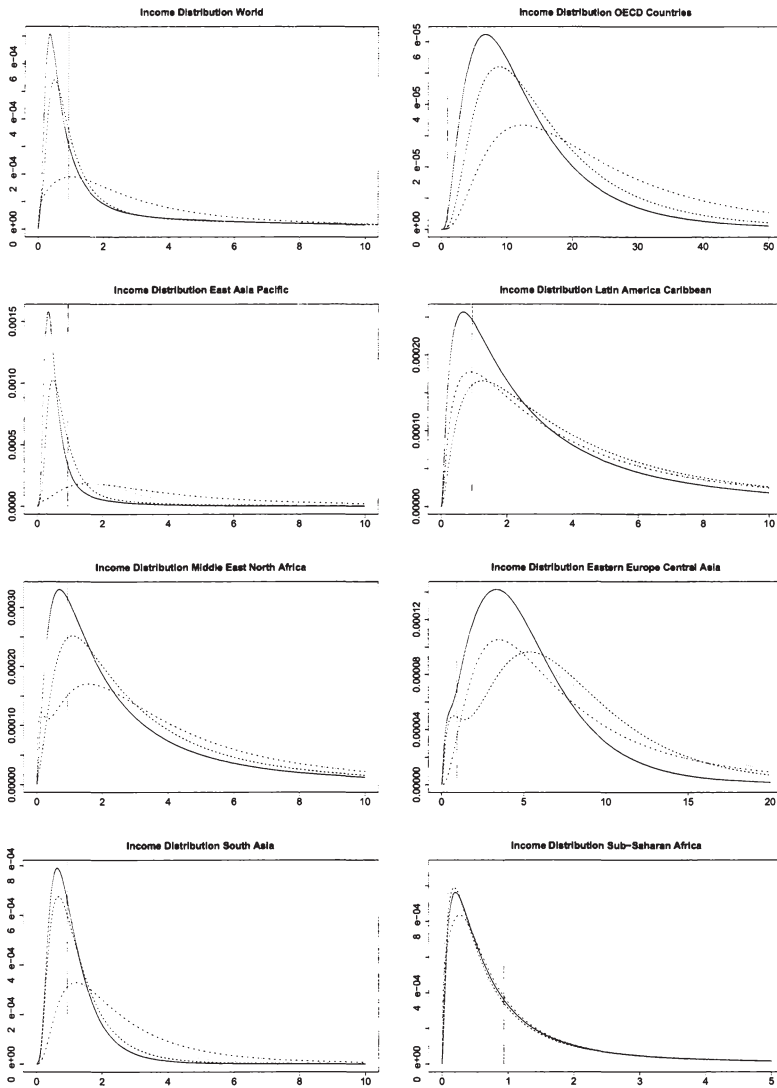 Income Distribution World
0 e+00 2 e-04 4 e-04 6 e-04
0 2 4 6 8 10
Income Distribution OECD Countries
0 e+00 2 e-05 4 e-05 6 e-05
0 10 20 30 40 50
Income Distribution East Asia Pacific
0.0000 0.0005 0.0010 0.0015
0 2 4 6 8 10
Income Distribution Latin America Caribbean
0.00000 0.00010 0.00020
0 2 4 6 8 10
Income Distribution Middle East North Africa
0.00000 0.00010 0.00020 0.00030
0 2 4 6 8 10
Income Distribution Eastern Europe Central Asia
0.00000 0.00004 0.00008 0.00012
0 5 10 15 20
Income Distribution South Asia
0 e+00 2 e-04 4 e-04 6 e-04 8 e-04
0 2 4 6 8 10
Income Distribution Sub-Saharan Africa
0 e+00 4 e-04 8 e-04
0 1 2 3 4 5